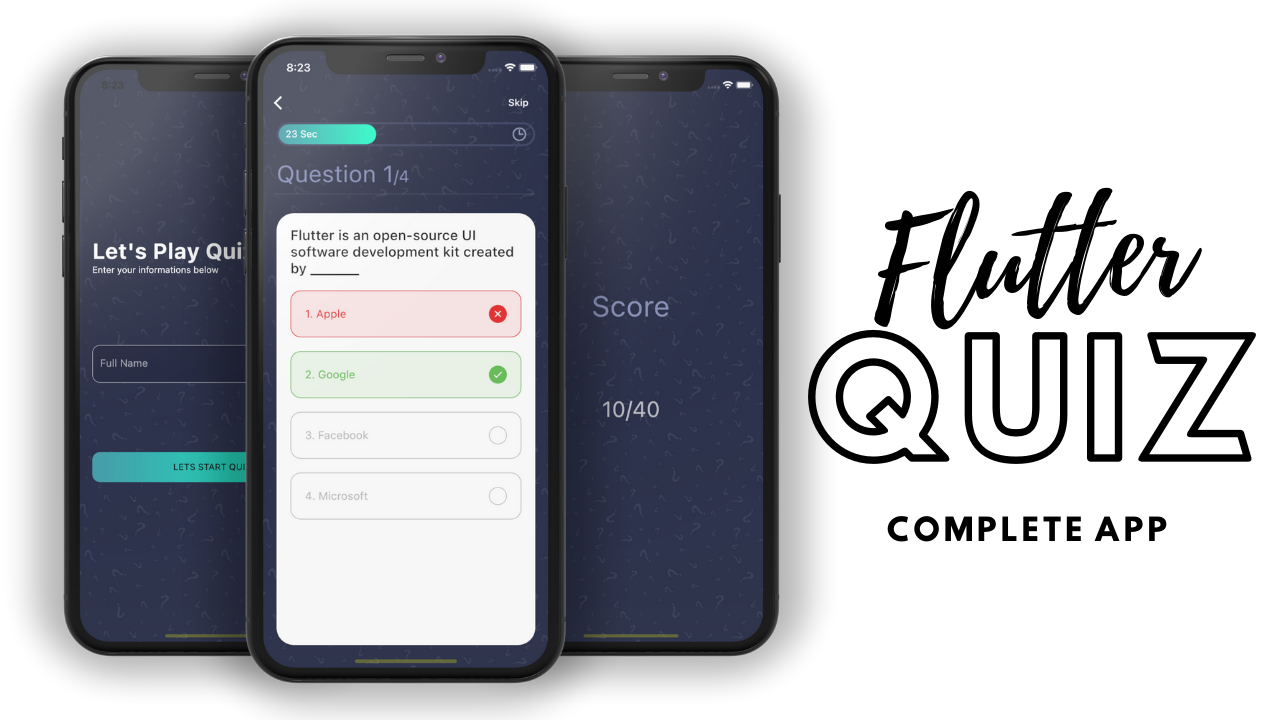 8:23
Let's Play Qui
Enter your informations below
Full Name
LETS START QUI
8:23
Skip
23 Sec
Question 1/4
Flutter is an open-source UI
software development kit created
by ______
1. Apple
2. Google
3. Facebook
4. Microsoft
Score
10/40
Flutter
QUIZ
COMPLETE APP